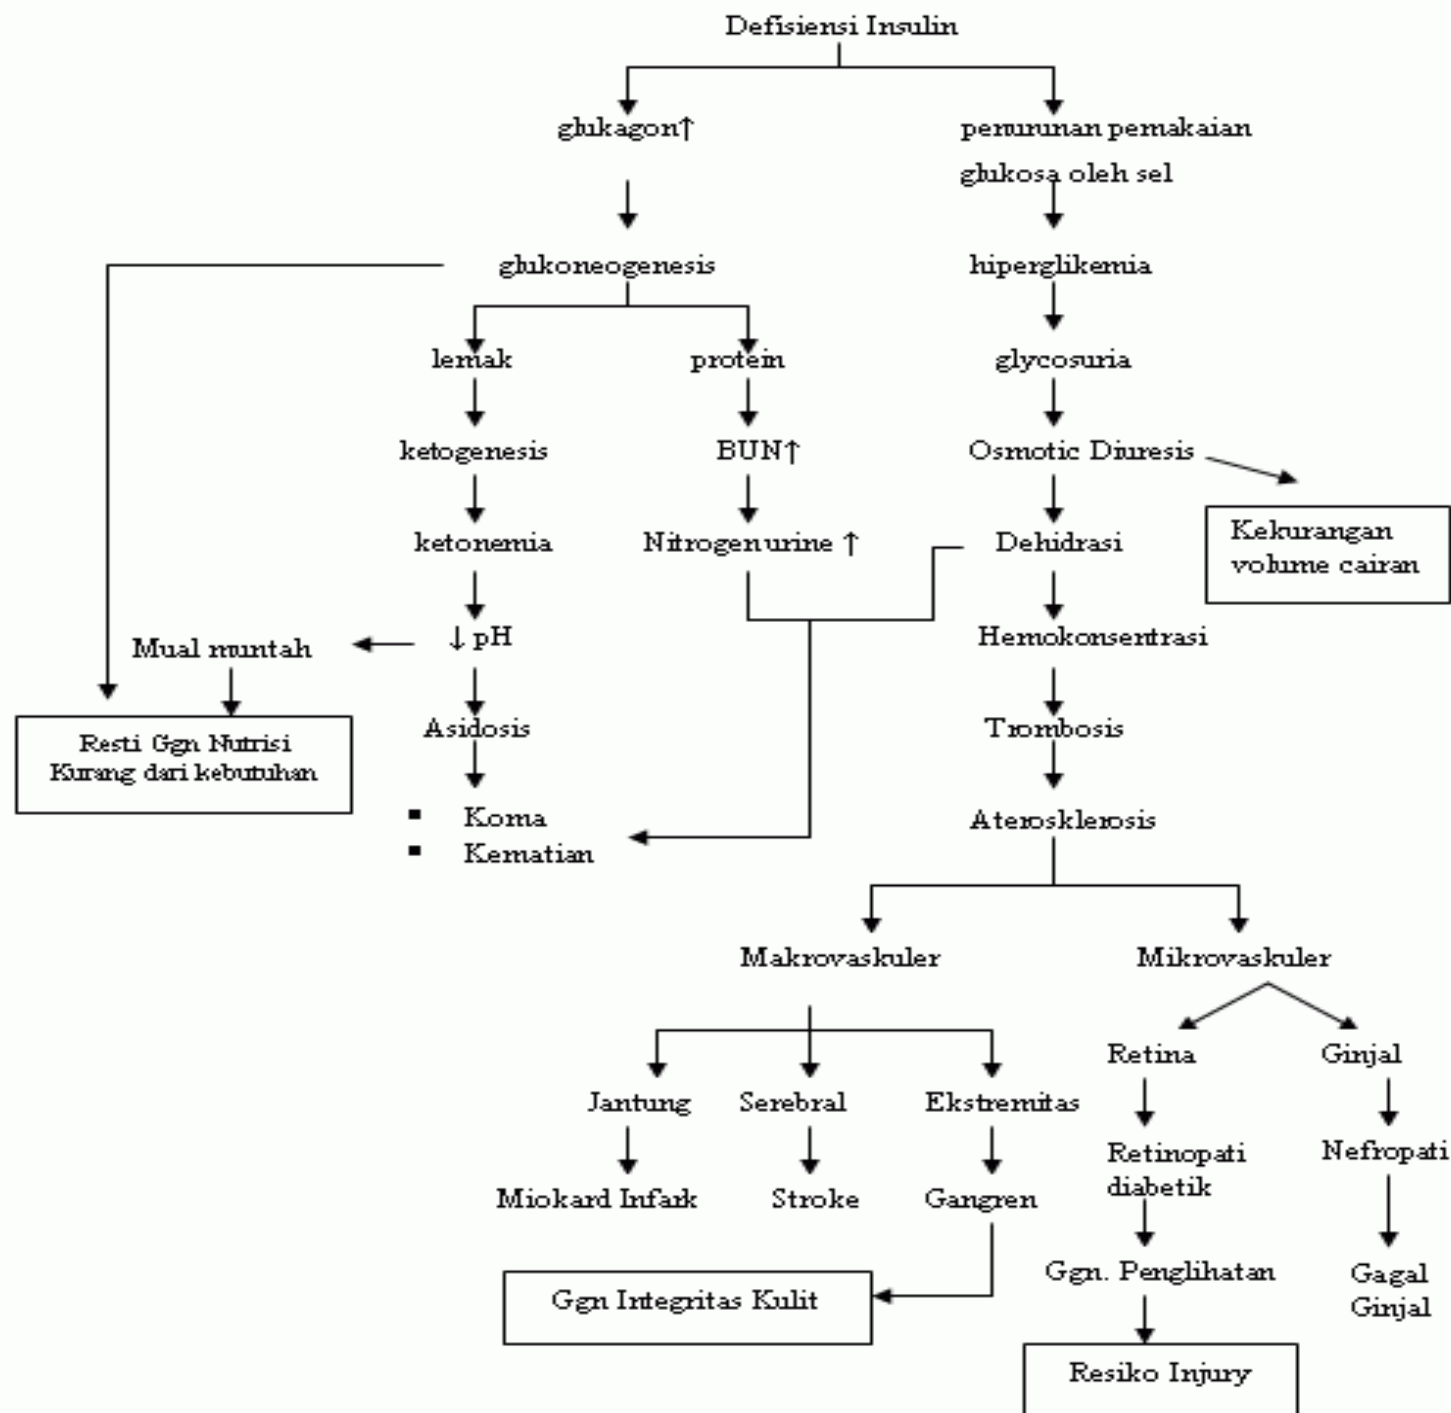 Defisiensi Insulin
glukagon↑
penurunan pemakaian
glukosa oleh sel
glukoneogenesis
hiperglikemia
lemak
protein
glycosuria
ketogenesis
BUN↑
Osmotic Diuresis
Kekurangan
volume cairan
ketonemia
Nitrogen urine ↑
Dehidrasi
Mual muntah
↓ pH
Hemokonsentrasi
Resti Ggn Nutrisi
Kurang dari kebutuhan
Asidosis
Trombosis
▪ Koma
▪ Kematian
Aterosklerosis
Makrovaskuler
Mikrovaskuler
Retina
Ginjal
Jantung
Serebral
Ekstremitas
Retinopati
diabetik
Nefropati
Miokard Infark
Stroke
Gangren
Ggn. Penglihatan
Gagal
Ginjal
Ggn Integritas Kulit
Resiko Injury